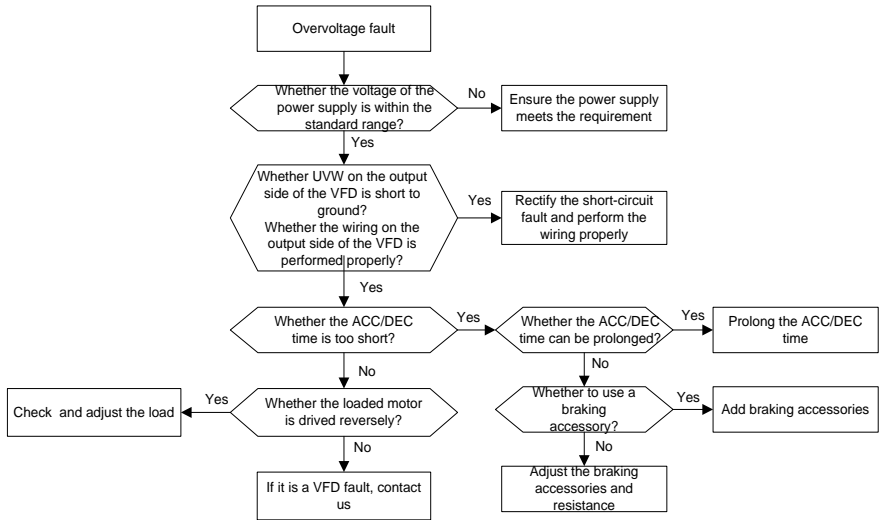 Overvoltage fault
Whether the voltage of the
power supply is within the
standard range?
No
Ensure the power supply
meets the requirement
Yes
Whether UVW on the output
side of the VFD is short to
ground?
Whether the wiring on the
output side of the VFD is
performed properly?
Yes
Rectify the short-circuit
fault and perform the
wiring properly
Yes
Whether the ACC/DEC
time is too short?
Yes
Whether the ACC/DEC
time can be prolonged?
Yes
Prolong the ACC/DEC
time
No
No
Check and adjust the load
Yes
Whether the loaded motor
is drived reversely?
Whether to use a
braking
accessory?
Yes
Add braking accessories
No
No
If it is a VFD fault, contact
us
Adjust the braking
accessories and
resistance